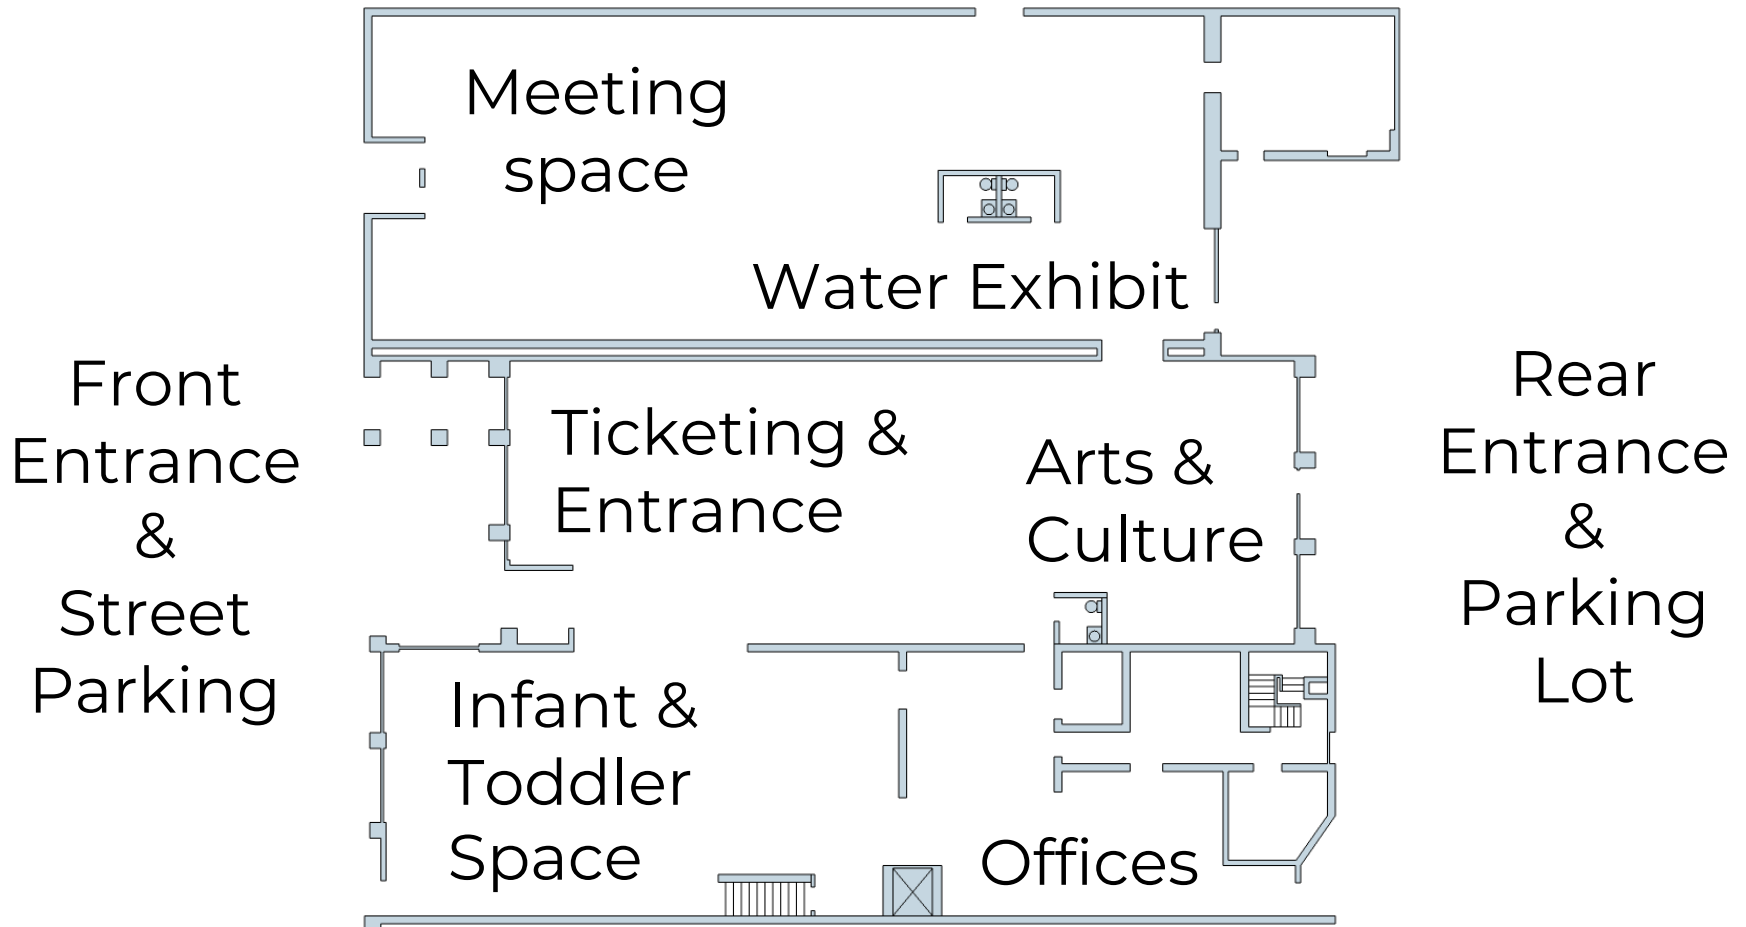 Meeting
space
Water Exhibit
Front
Entrance
&
Street
Parking
Ticketing &
Entrance
Arts &
Culture
Rear
Entrance
&
Parking
Lot
Infant &
Toddler
Space
Offices